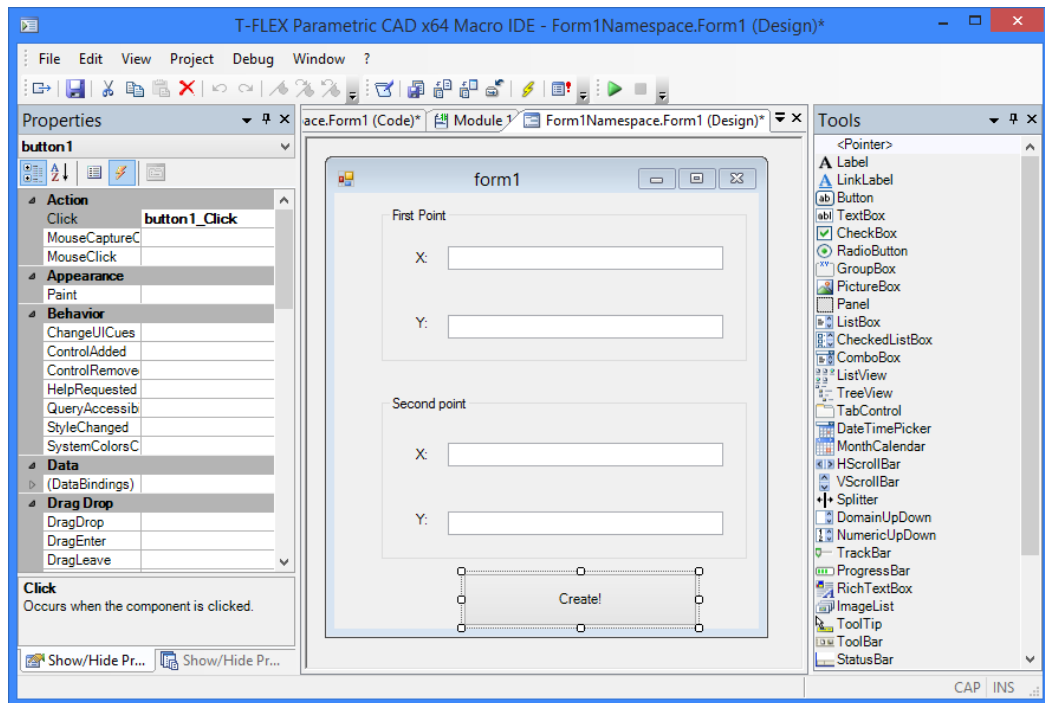 T-FLEX Parametric CAD x64 Macro IDE - Form1Namespace.Form1 (Design)*
File Edit View Project Debug Window ?
Properties
button1
Action
Click button1_Click
MouseCaptureC
MouseClick
Appearance
Paint
Behavior
ChangeUICues
ControlAdded
ControlRemove
HelpRequested
QueryAccessib
StyleChanged
SystemColorsC
Data
(DataBindings)
Drag Drop
DragDrop
DragEnter
DragLeave
Click
Occurs when the component is clicked.
Show/Hide Pr... Show/Hide Pr...
ace.Form1 (Code)* Module 1 Form1Namespace.Form1 (Design)*
form1
First Point
X:
Y:
Second point
X:
Y:
Create!
Tools
<Pointer>
Label
LinkLabel
Button
TextBox
CheckBox
RadioButton
GroupBox
PictureBox
Panel
ListBox
CheckedListBox
ComboBox
ListView
TreeView
TabControl
DateTimePicker
MonthCalendar
HScrollBar
VScrollBar
Splitter
DomainUpDown
NumericUpDown
TrackBar
ProgressBar
RichTextBox
ImageList
ToolTip
ToolBar
StatusBar
CAP INS